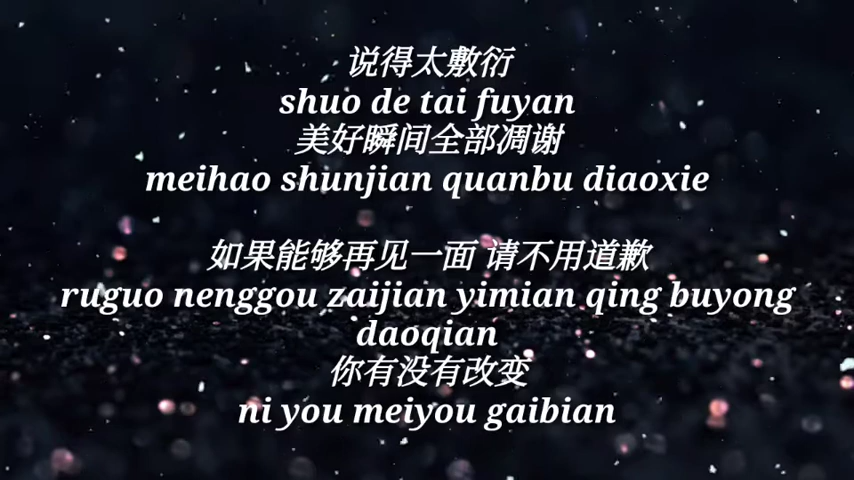 说得太敷衍
shuo de tai fuyan
美好瞬间全部凋谢
meihao shunjian quanbu diaoxie
如果能够再见一面 请不用道歉
ruguo nenggou zaijian yimian qing buyong
daoqian
你有没有改变
ni you meiyou gaibian